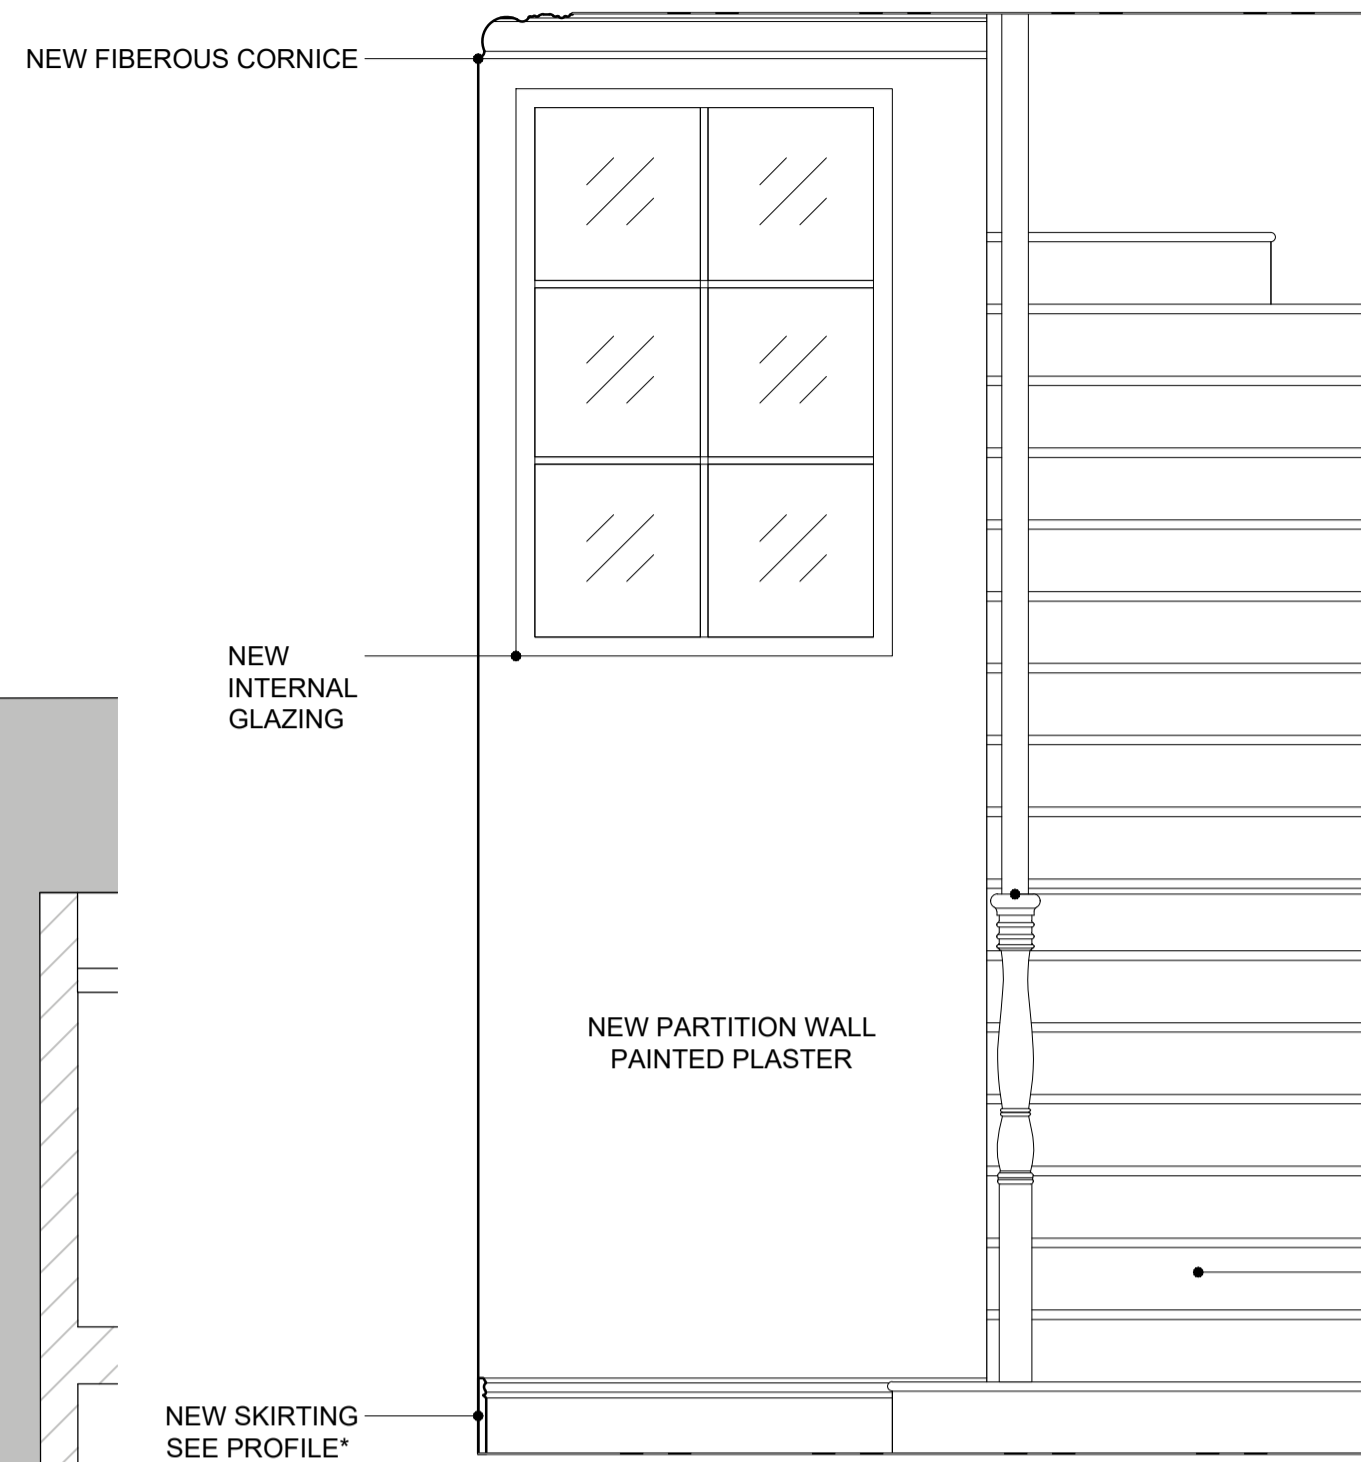 NEW FIBEROUS CORNICE
NEW
INTERNAL
GLAZING
NEW PARTITION WALL
PAINTED PLASTER
NEW SKIRTING
SEE PROFILE*